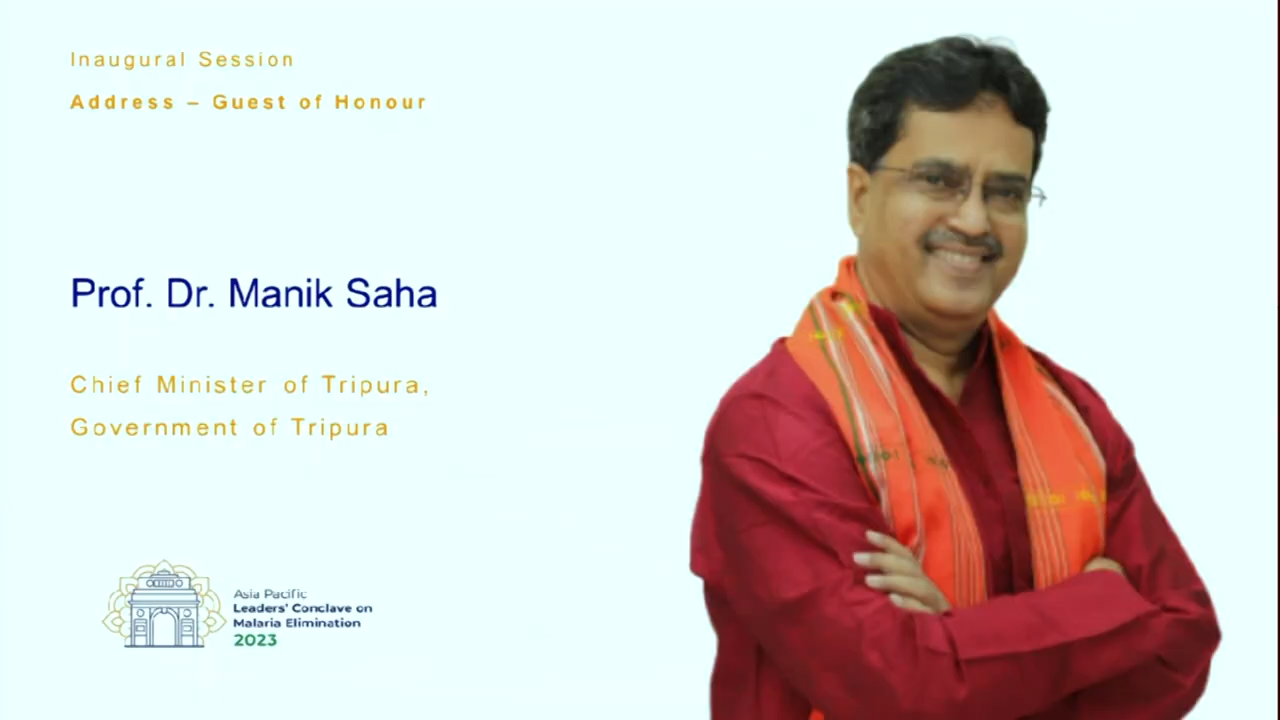 Inaugural Session
Address – Guest of Honour
Prof. Dr. Manik Saha
Chief Minister of Tripura,
Government of Tripura
Asia Pacific
Leaders' Conclave on
Malaria Elimination
2023